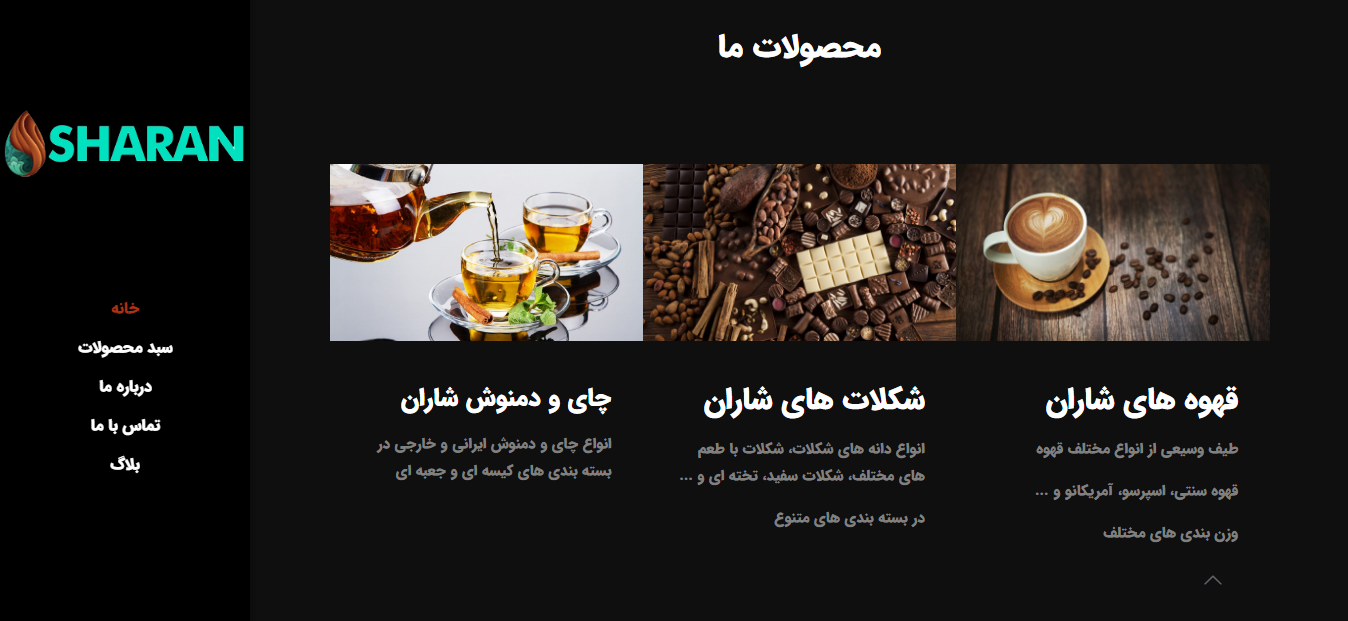 محصولات ما
SHARAN
خانه
سبد محصولات
درباره ما
تماس با ما
بلاگ
قهوه های شاران
طیف وسیعی از انواع مختلف قهوه
قهوه سنتی، اسپرسو، آمریکانو و ...
وزن بندی های مختلف
شکلات های شاران
انواع دانه های شکلات، شکلات با طعم
های مختلف، شکلات سفید، تخته ای و ...
در بسته بندی های متنوع
چای و دمنوش شاران
انواع چای و دمنوش ایرانی و خارجی در
بسته بندی های کیسه ای و جعبه ای